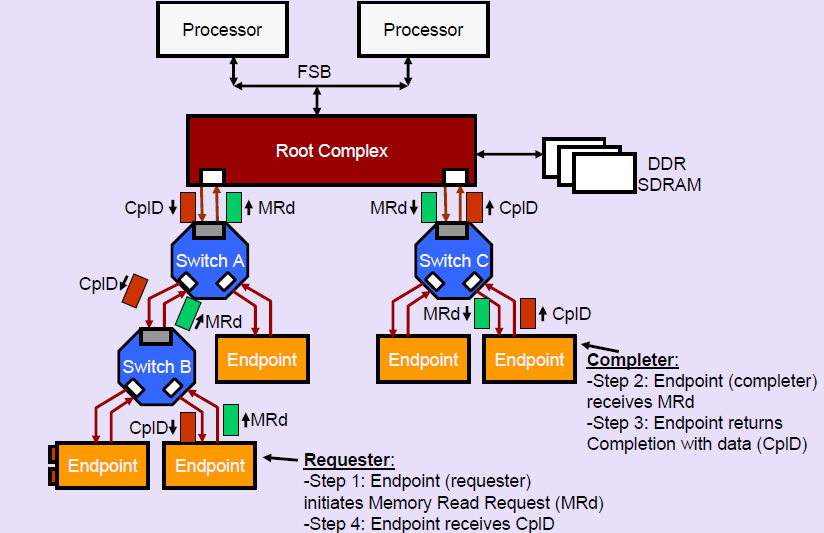 Processor
Processor
FSB
Root Complex
DDR
SDRAM
CplD
MRd
MRd
CplD
Switch A
Switch C
CplD
MRd
MRd
CplD
Endpoint
Endpoint
Endpoint
Switch B
Completer:
-Step 2: Endpoint (completer)
receives MRd
-Step 3: Endpoint returns
Completion with data (CplD)
CplD
MRd
Endpoint
Endpoint
Requester:
-Step 1: Endpoint (requester)
initiates Memory Read Request (MRd)
-Step 4: Endpoint receives CplD